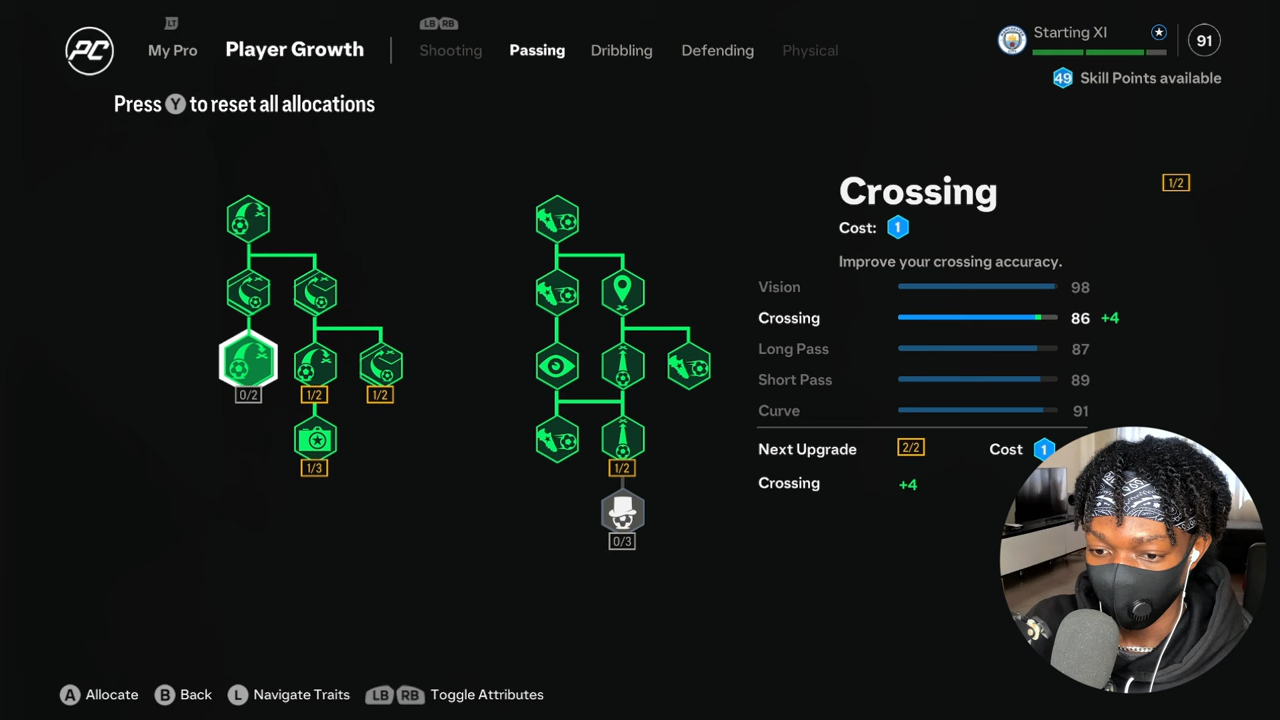 LT
LB RB
PC
My Pro
Player Growth
Shooting
Passing
Dribbling
Defending
Physical
Starting XI
91
49 Skill Points available
Press Y to reset all allocations
Crossing
1/2
Cost: 1
Improve your crossing accuracy.
Vision 98
Crossing 86 +4
Long Pass 87
Short Pass 89
Curve 91
Next Upgrade 2/2 Cost 1
Crossing +4
0/2
1/2
1/2
1/3
1/2
0/3
A Allocate
B Back
L Navigate Traits
LB RB Toggle Attributes